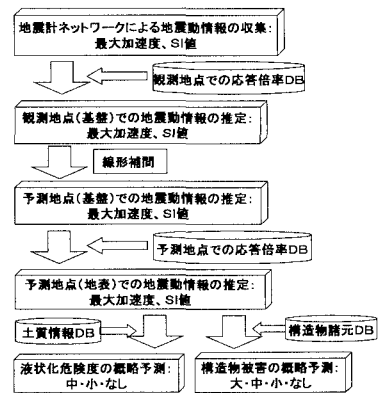 地震計ネットワークによる地震動情報の収集:
最大加速度、SI値
観測地点での応答倍率DB
観測地点(基盤)での地震動情報の推定:
最大加速度、SI値
線形補間
予測地点(基盤)での地震動情報の推定:
最大加速度、SI値
予測地点での応答倍率DB
予測地点(地表)での地震動情報の推定:
最大加速度、SI値
土質情報DB
構造物諸元DB
液状化危険度の概略予測:
中・小・なし
構造物被害の概略予測:
大・中・小・なし